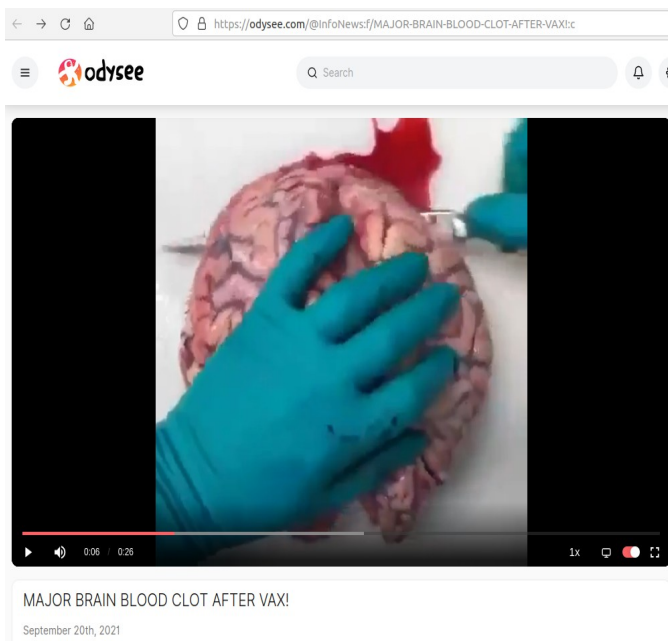 https://odysee.com/@InfoNews:f/MAJOR-BRAIN-BLOOD-CLOT-AFTER-VAX!:c
odysee
Search
0:06 / 0:26
1x
MAJOR BRAIN BLOOD CLOT AFTER VAX!
September 20th, 2021